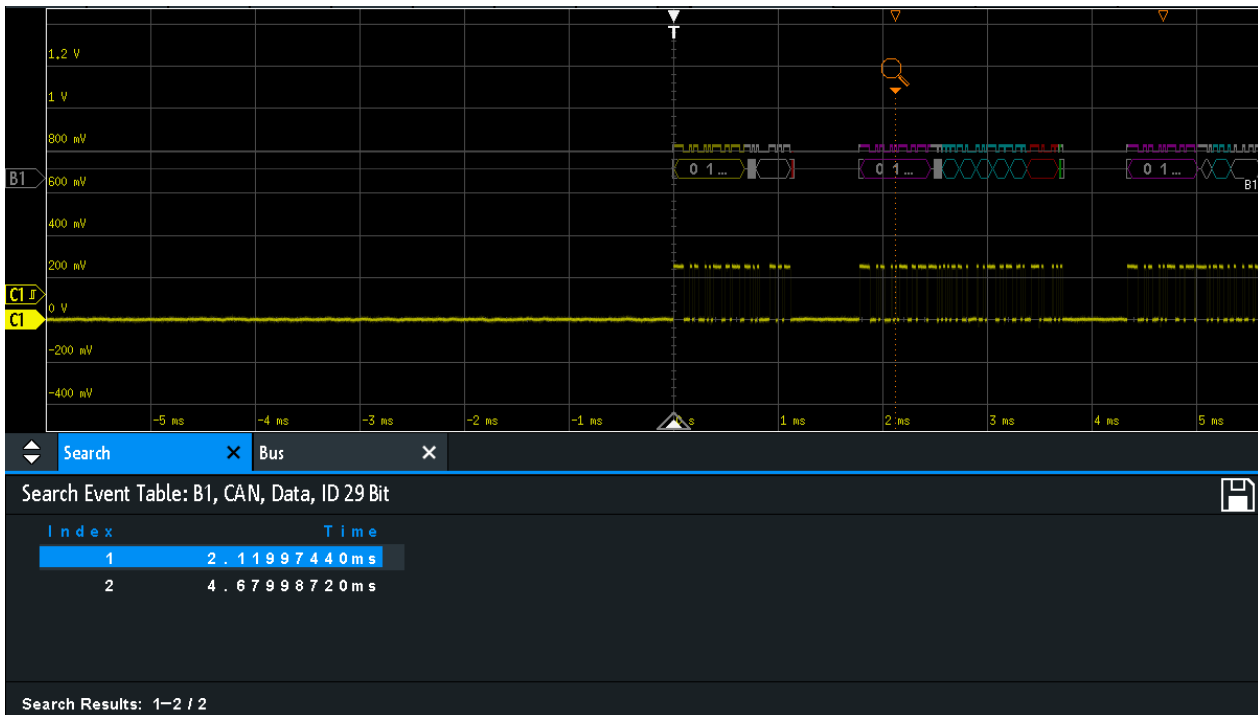 T
1.2 V
1 V
800 mV
B1
600 mV
0 1...
0 1...
0 1...
B1
400 mV
200 mV
C1
0 V
C1
-200 mV
-400 mV
-5 ms
-4 ms
-3 ms
-2 ms
-1 ms
s
1 ms
2 ms
3 ms
4 ms
5 ms
Search
Bus
Search Event Table: B1, CAN, Data, ID 29 Bit
Index Time
1 2.11997440ms
2 4.67998720ms
Search Results: 1-2 / 2